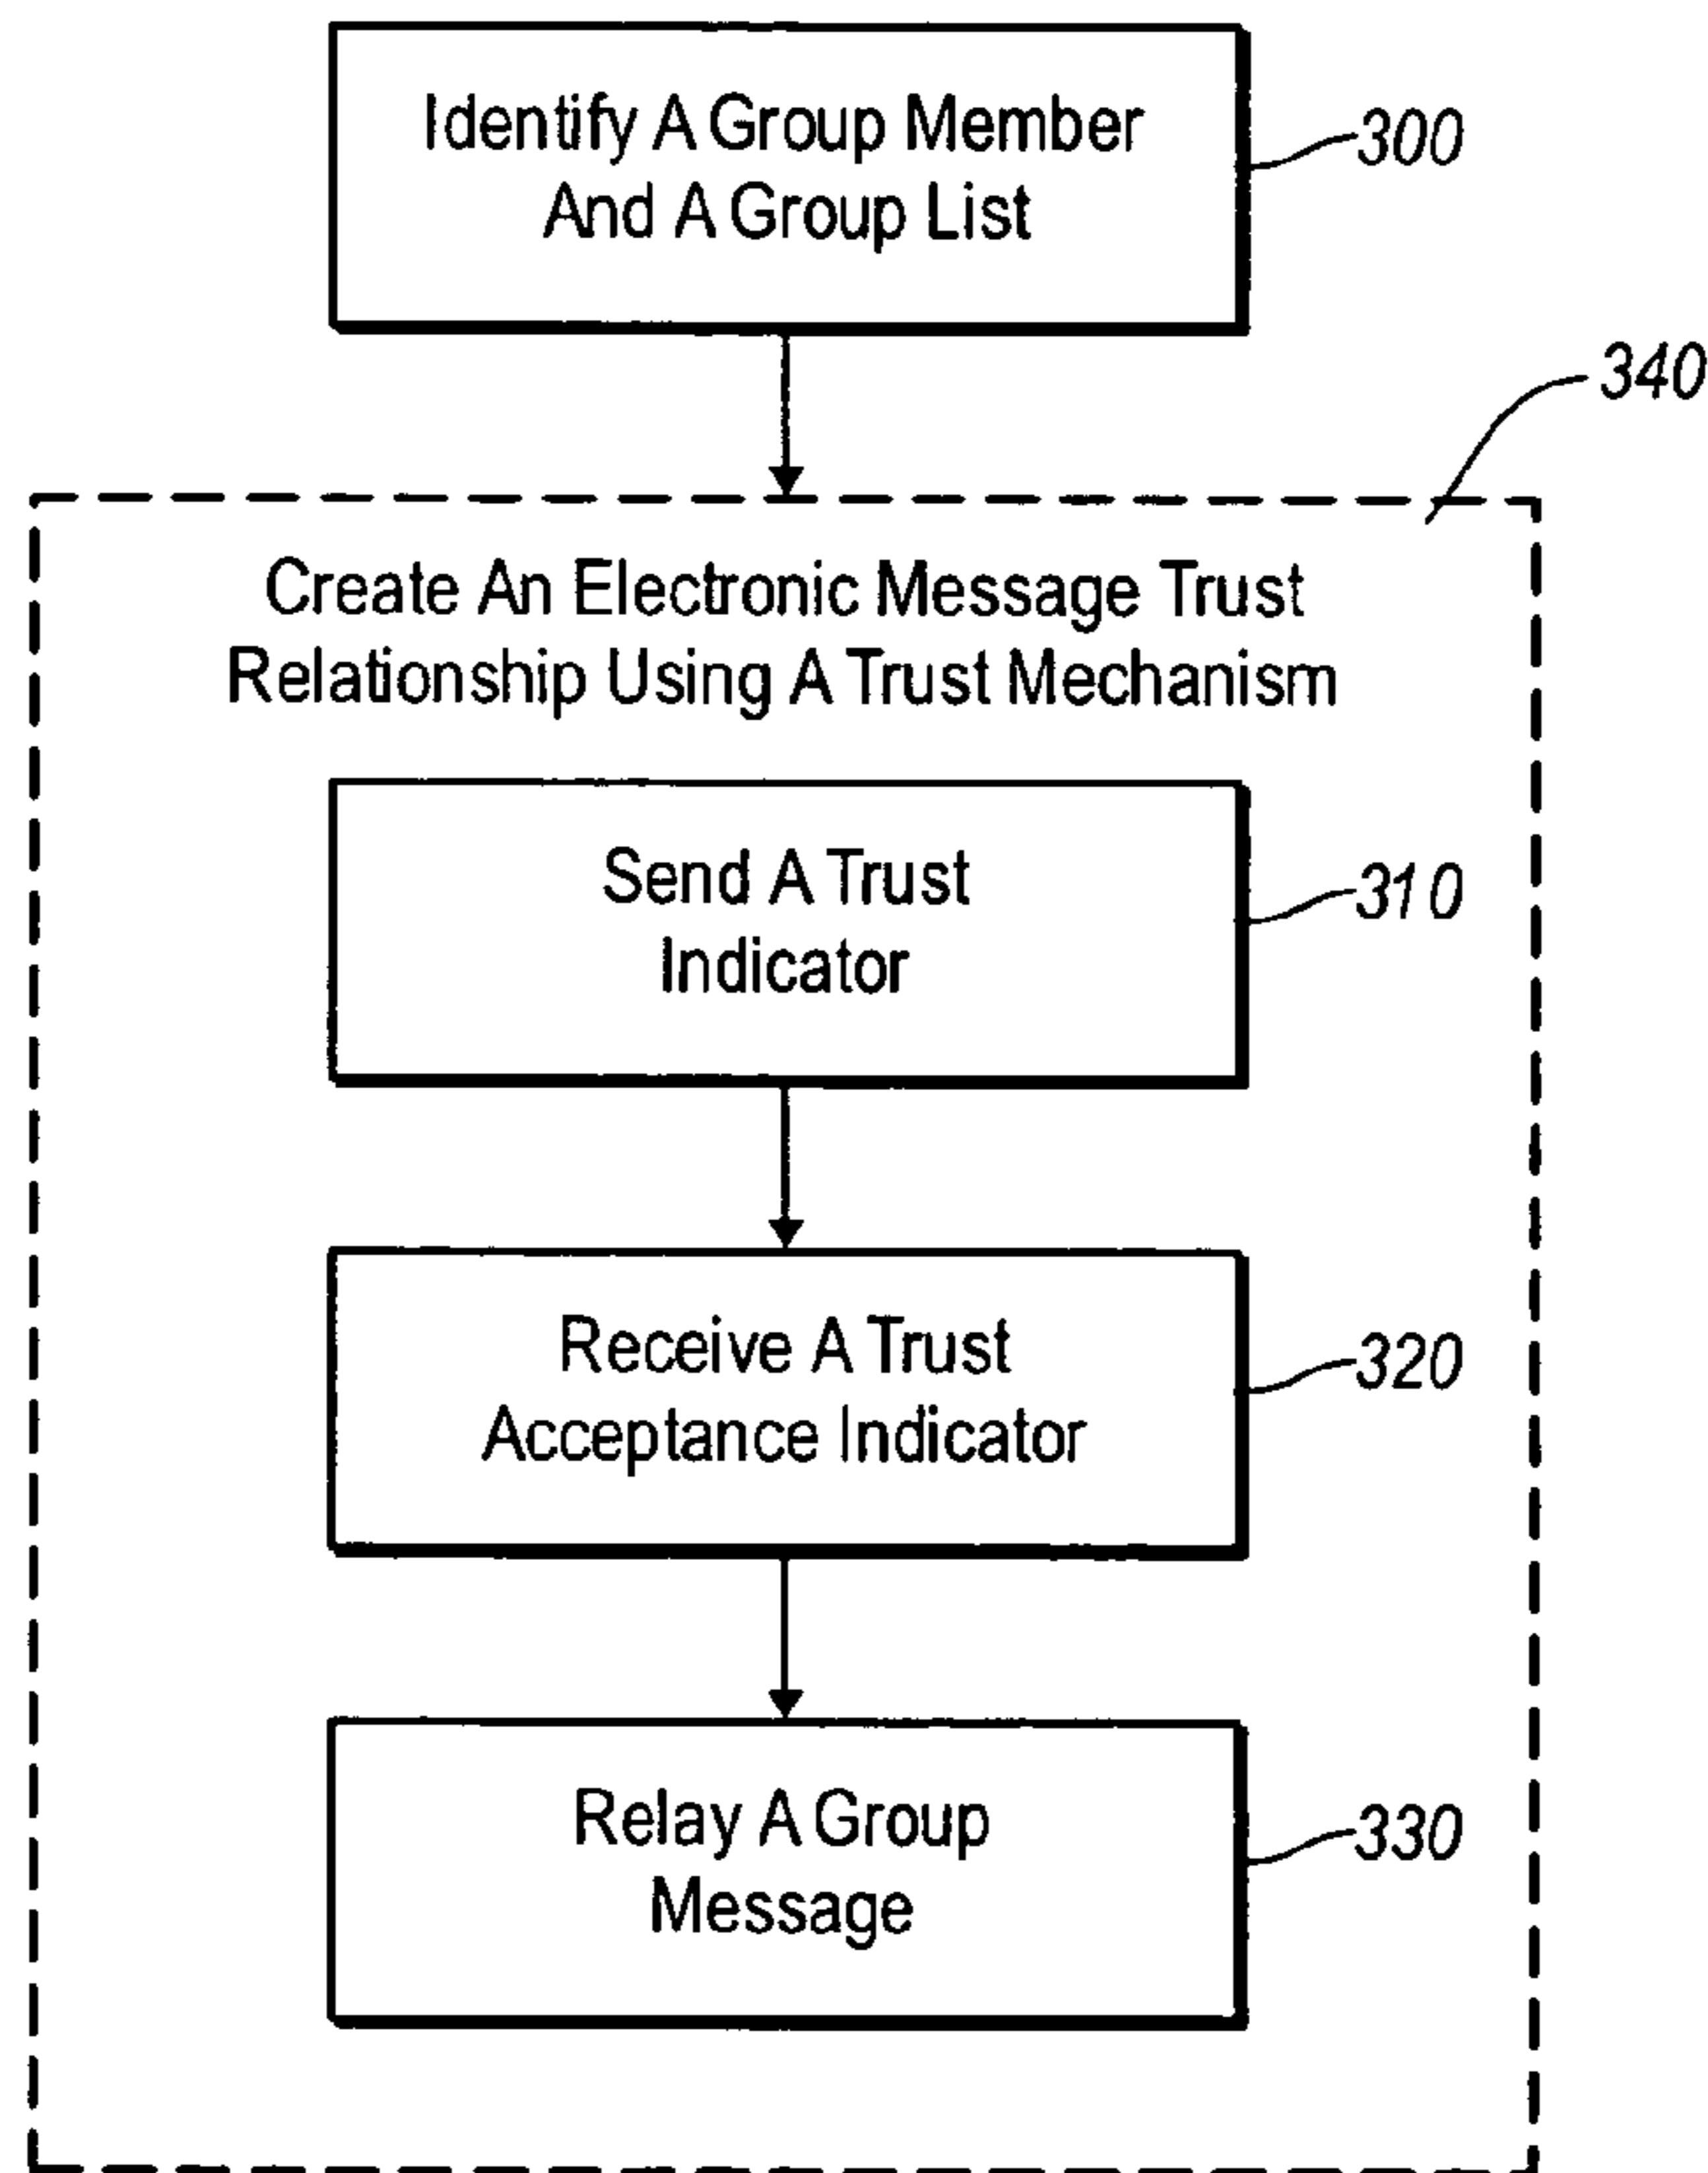 Identify A Group Member
And A Group List
300
340
Create An Electronic Message Trust
Relationship Using A Trust Mechanism
Send A Trust
Indicator
310
Receive A Trust
Acceptance Indicator
320
Relay A Group
Message
330